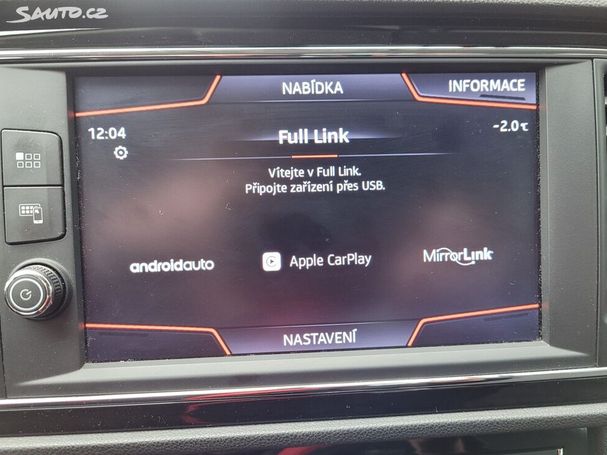 Sauto.cz
NABÍDKA
INFORMACE
12:04
-2.0℃
Full Link
Vítejte v Full Link.
Připojte zařízení přes USB.
androidauto
Apple CarPlay
MirrorLink
NASTAVENÍ